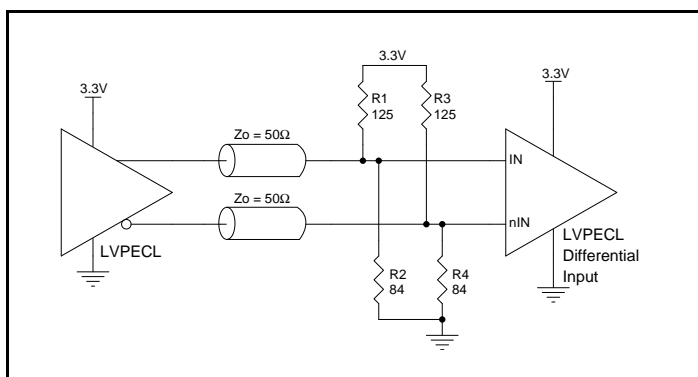 3.3V
3.3V
3.3V
R1
125
R3
125
Zo = 50Ω
IN
Zo = 50Ω
nIN
LVPECL
LVPECL
Differential
Input
R2
84
R4
84